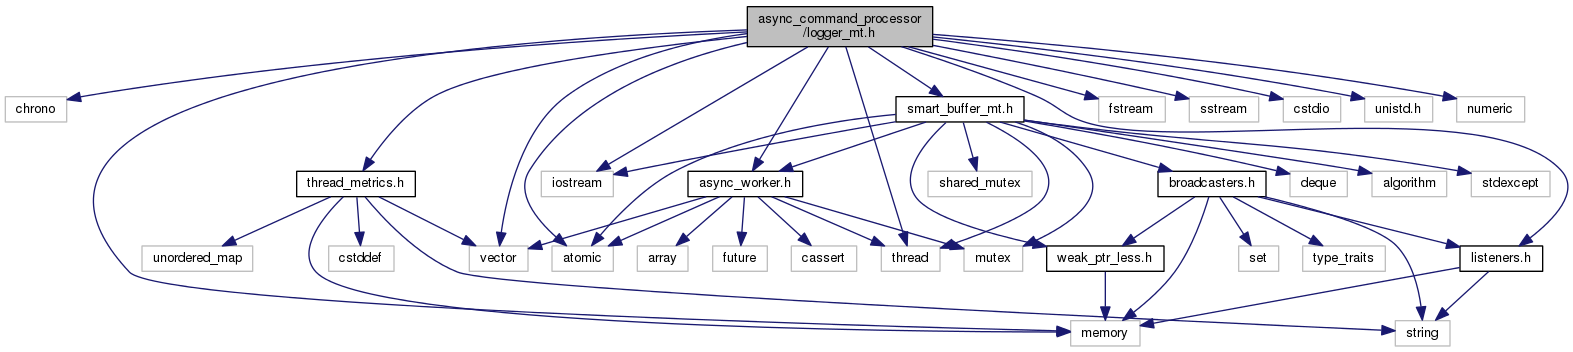 async_command_processor
/logger_mt.h
chrono
smart_buffer_mt.h
fstream
sstream
cstdio
unistd.h
numeric
thread_metrics.h
iostream
async_worker.h
shared_mutex
broadcasters.h
deque
algorithm
stdexcept
unordered_map
cstddef
vector
atomic
array
future
cassert
thread
mutex
weak_ptr_less.h
set
type_traits
listeners.h
memory
string